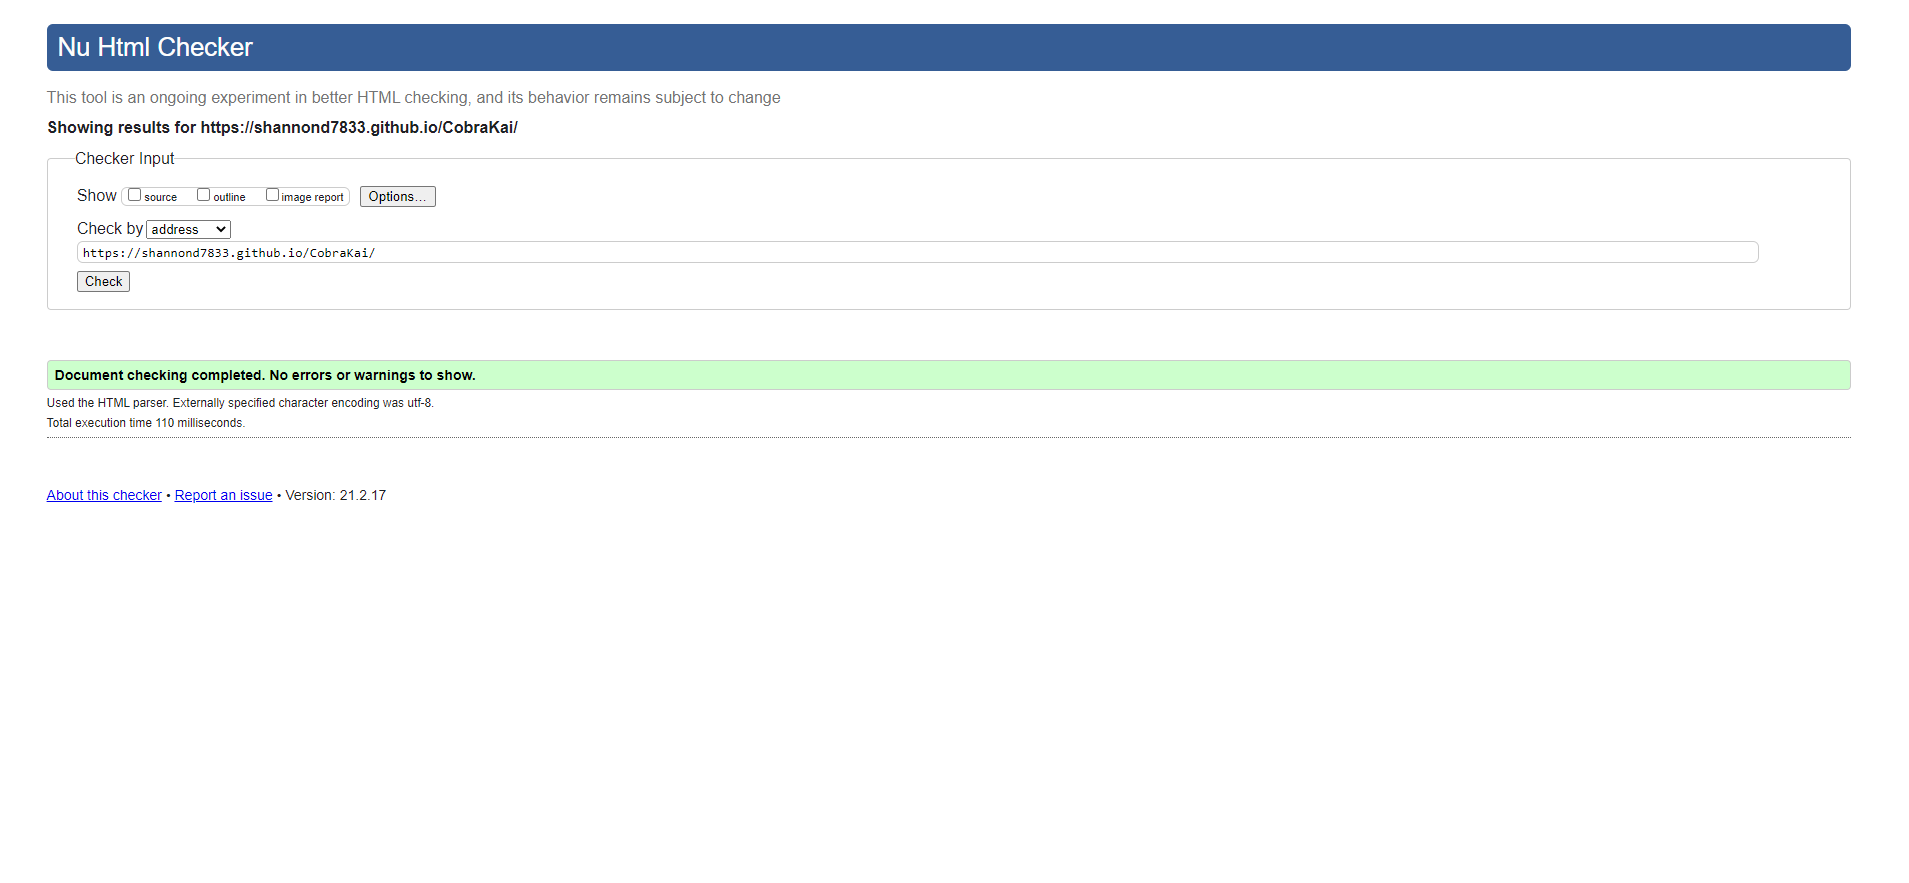 Nu Html Checker
This tool is an ongoing experiment in better HTML checking, and its behavior remains subject to change
Showing results for https://shannond7833.github.io/CobraKai/
Checker Input
Show source outline image report Options...
Check by address
https://shannond7833.github.io/CobraKai/
Check
Document checking completed. No errors or warnings to show.
Used the HTML parser. Externally specified character encoding was utf-8.
Total execution time 110 milliseconds.
About this checker • Report an issue • Version: 21.2.17